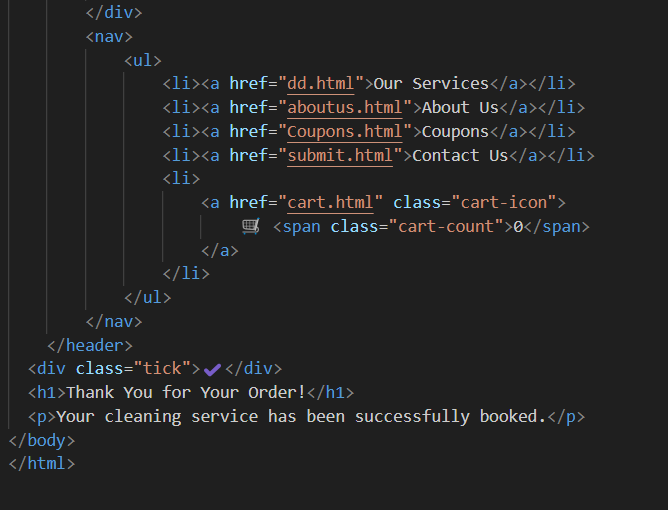 </div>
<nav>
<ul>
<li><a href="dd.html">Our Services</a></li>
<li><a href="aboutus.html">About Us</a></li>
<li><a href="Coupons.html">Coupons</a></li>
<li><a href="submit.html">Contact Us</a></li>
<li>
<a href="cart.html" class="cart-icon">
🛒 <span class="cart-count">0</span>
</a>
</li>
</ul>
</nav>
</header>
<div class="tick">✔</div>
<h1>Thank You for Your Order!</h1>
<p>Your cleaning service has been successfully booked.</p>
</body>
</html>